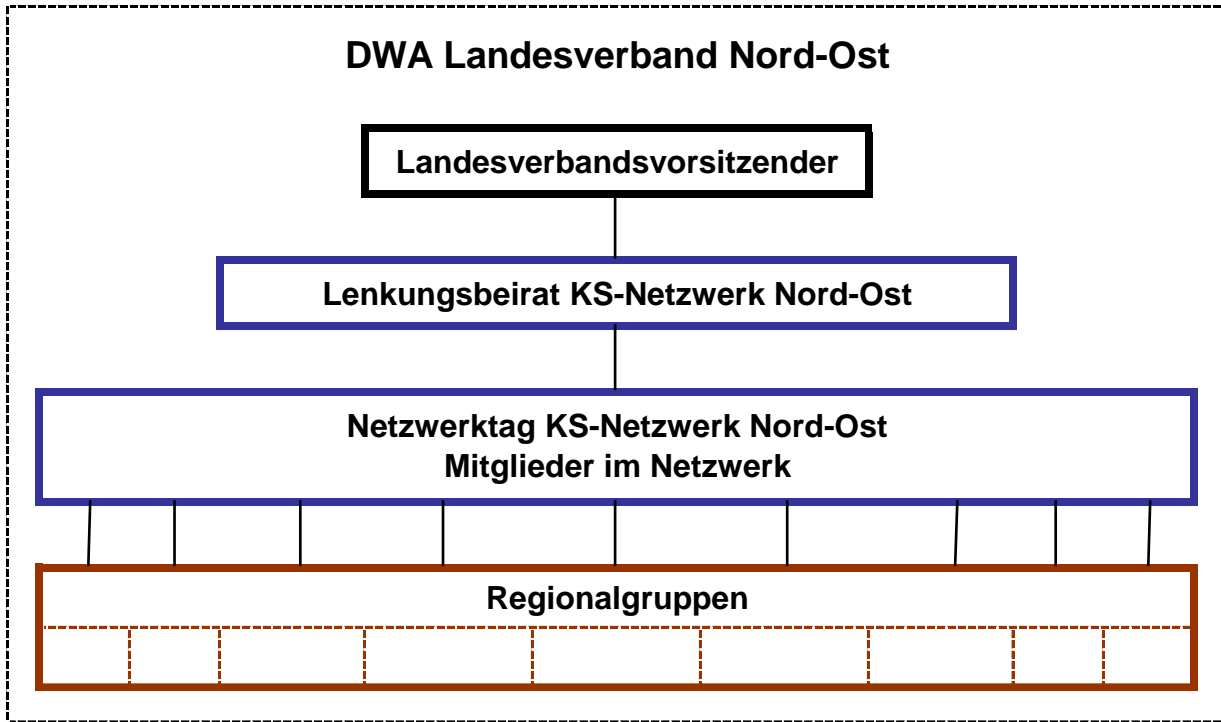 DWA Landesverband Nord-Ost
Landesverbandsvorsitzender
Lenkungsbeirat KS-Netzwerk Nord-Ost
Netzwerktag KS-Netzwerk Nord-Ost
Mitglieder im Netzwerk
Regionalgruppen